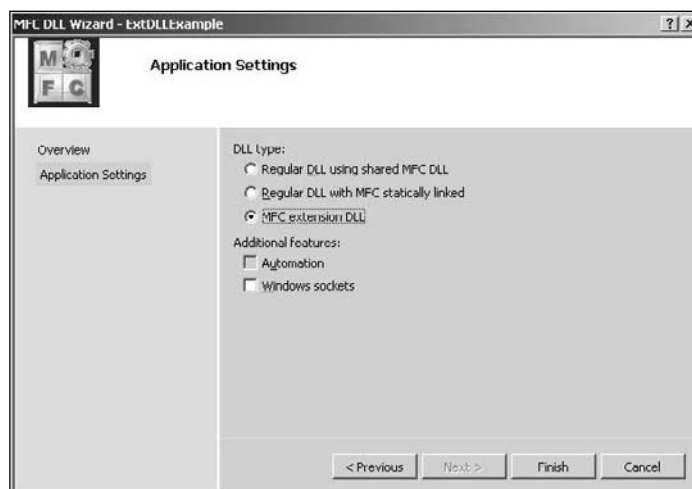 MFC DLL Wizard - ExtDLLExample
M
F C
Application Settings
Overview
Application Settings
DLL type:
Regular DLL using shared MFC DLL
Regular DLL with MFC statically linked
MFC extension DLL
Additional features:
Automation
Windows sockets
< Previous
Next >
Finish
Cancel